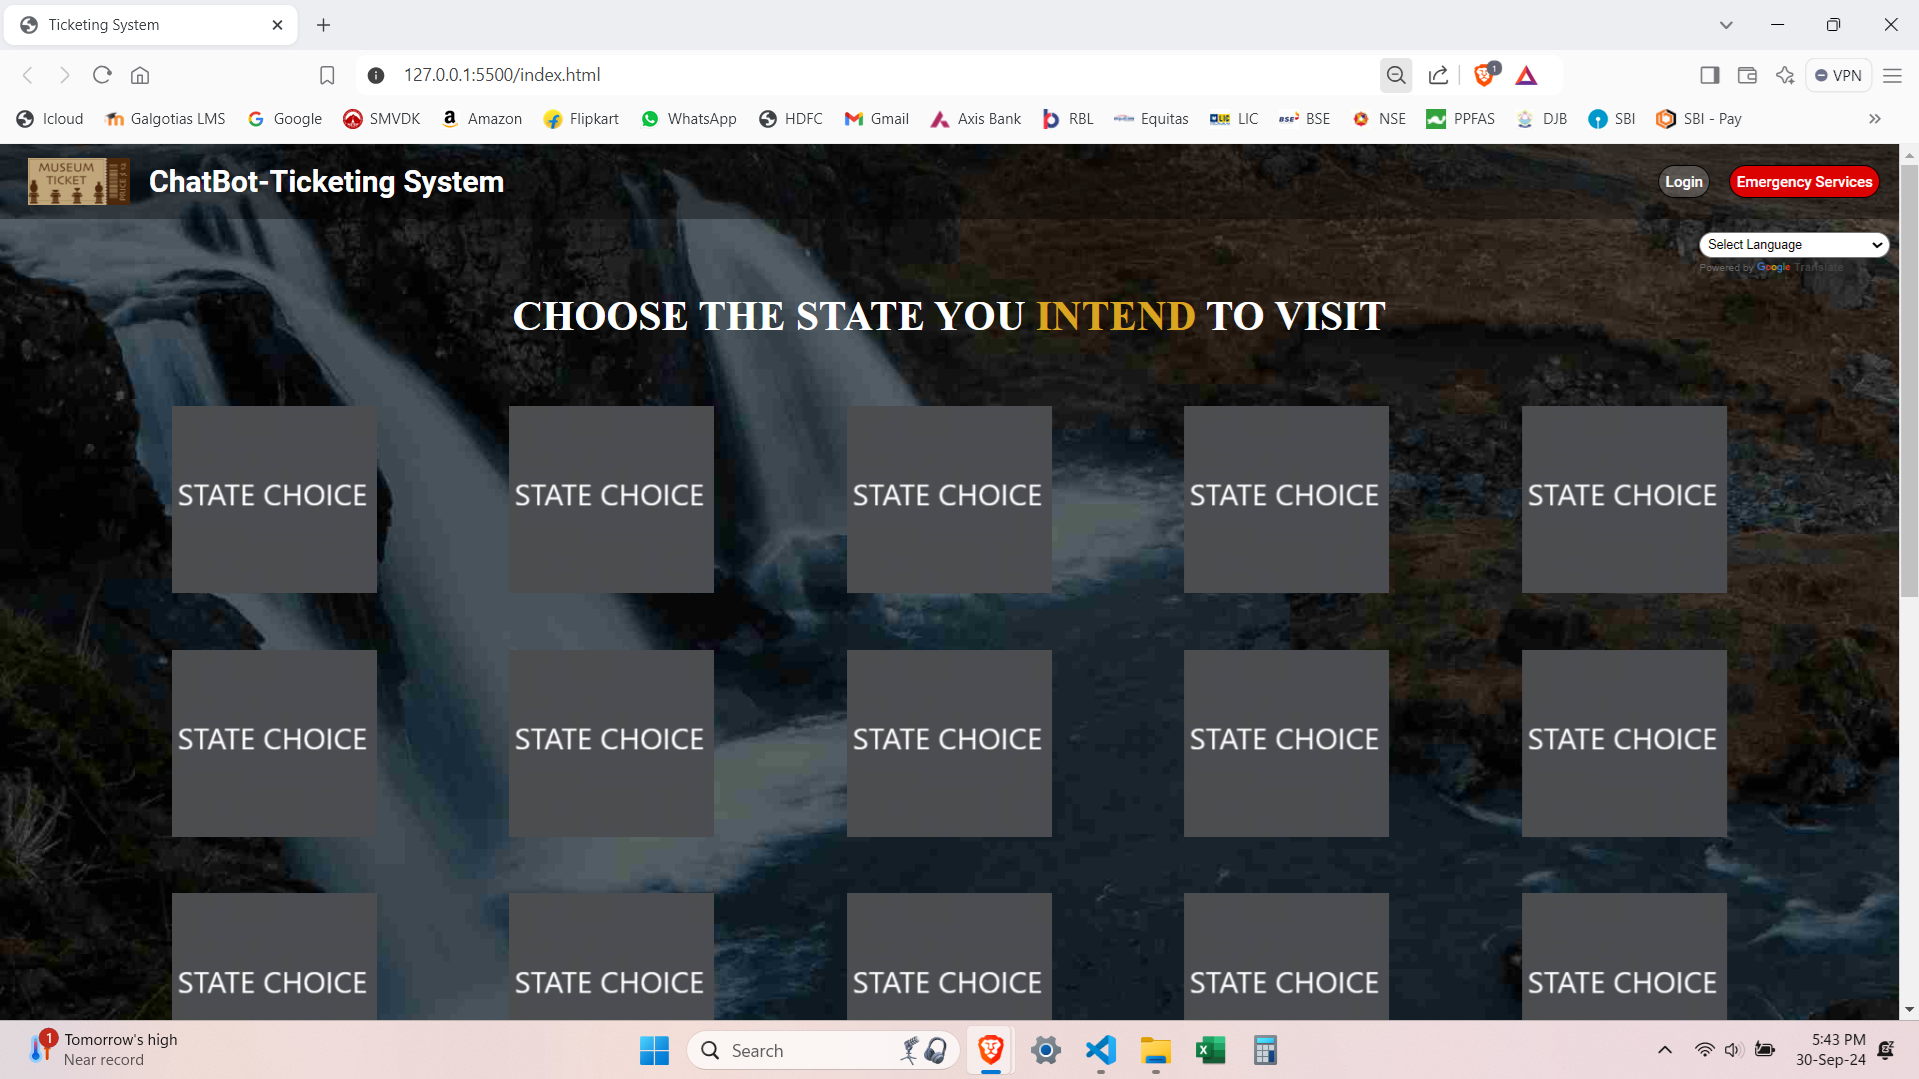 Ticketing System
127.0.0.1:5500/index.html
1
VPN
Icloud Galgotias LMS Google SMVDK Amazon Flipkart WhatsApp HDFC Gmail Axis Bank RBL Equitas LIC BSE NSE PPFAS DJB SBI SBI - Pay
MUSEUM
TICKET
ChatBot-Ticketing System
Login
Emergency Services
Select Language
Powered by Google Translate
CHOOSE THE STATE YOU INTEND TO VISIT
STATE CHOICE STATE CHOICE STATE CHOICE STATE CHOICE STATE CHOICE
STATE CHOICE STATE CHOICE STATE CHOICE STATE CHOICE STATE CHOICE
STATE CHOICE STATE CHOICE STATE CHOICE STATE CHOICE STATE CHOICE
1
Tomorrow's high
Near record
Search
5:43 PM
30-Sep-24